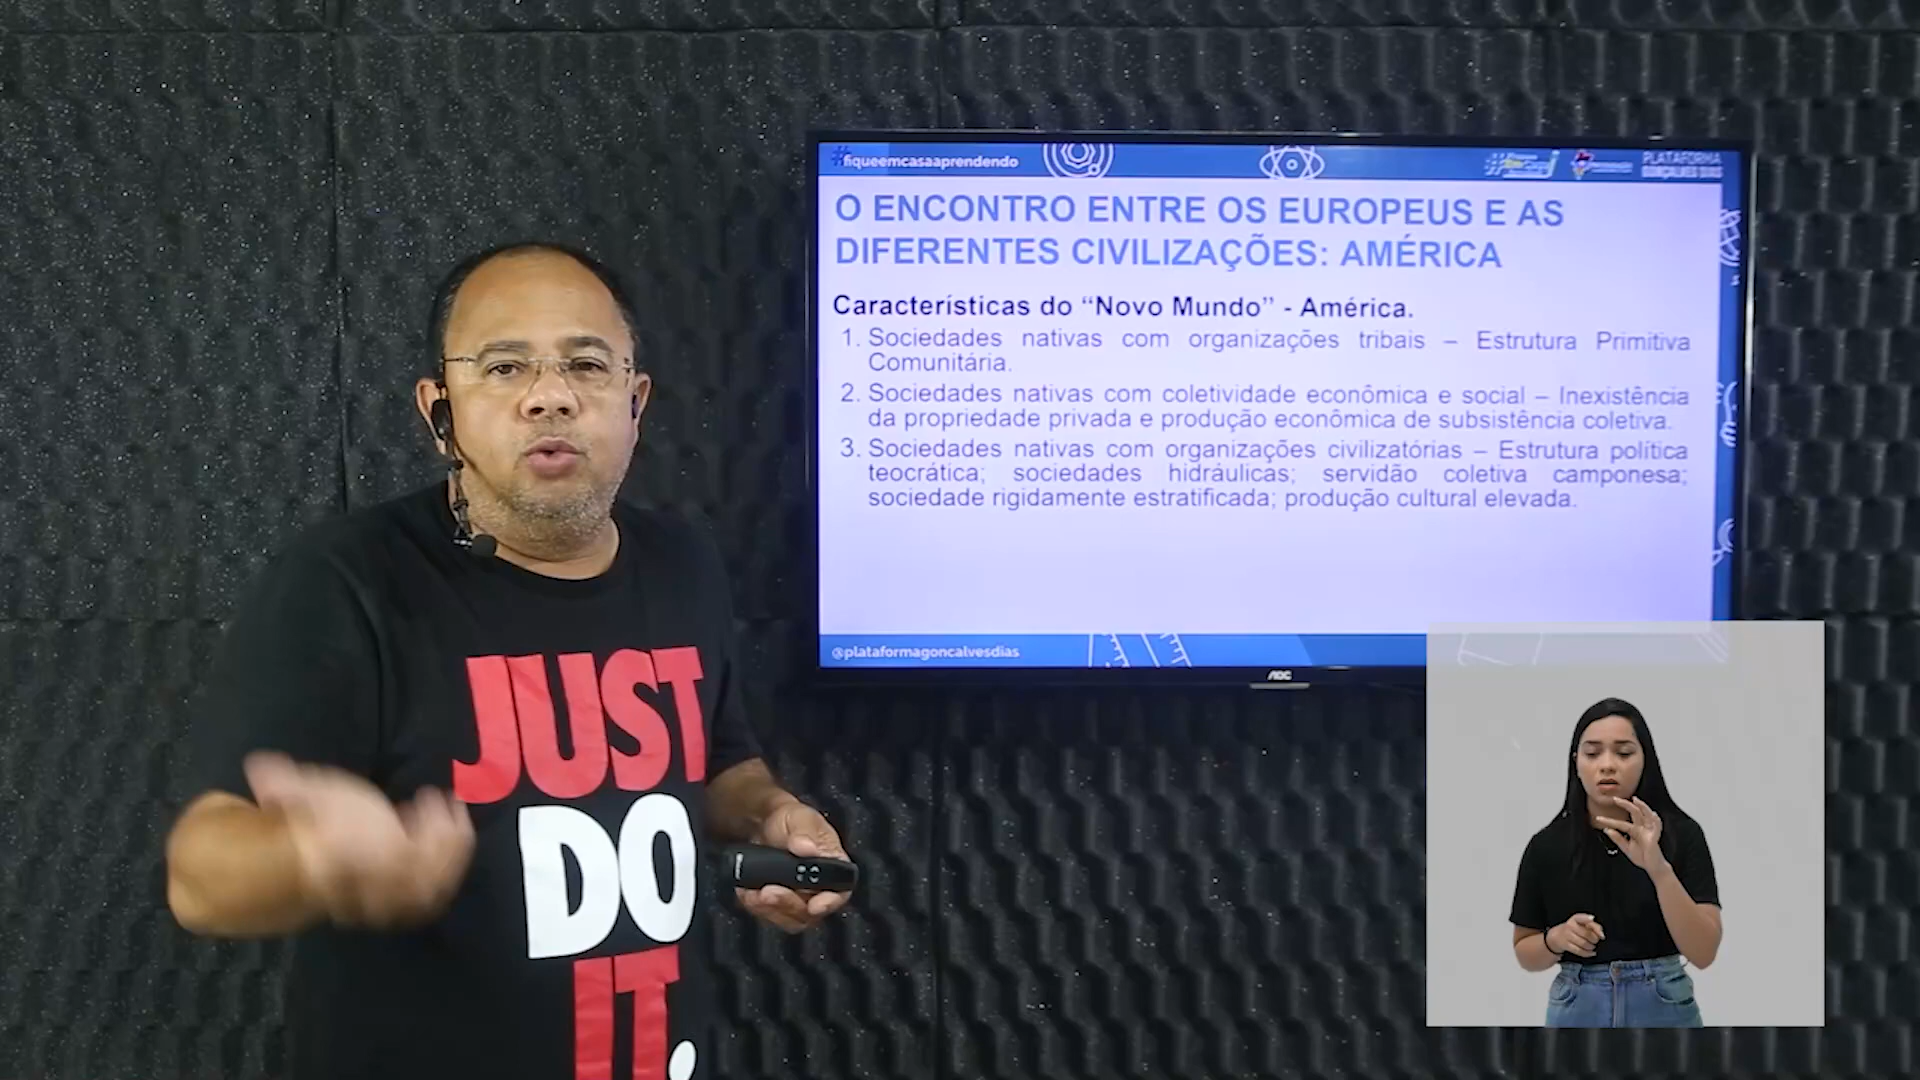 #fiqueemcasaaprendendo
PLATAFORMA
GONÇALVES DIAS
O ENCONTRO ENTRE OS EUROPEUS E AS
DIFERENTES CIVILIZAÇÕES: AMÉRICA
Características do “Novo Mundo” - América.
1. Sociedades nativas com organizações tribais – Estrutura Primitiva
Comunitária.
2. Sociedades nativas com coletividade econômica e social – Inexistência
da propriedade privada e produção econômica de subsistência coletiva.
3. Sociedades nativas com organizações civilizatórias – Estrutura política
teocrática; sociedades hidráulicas; servidão coletiva camponesa;
sociedade rigidamente estratificada; produção cultural elevada.
@plataformagoncalvesdias
AOC
JUST
DO
IT.